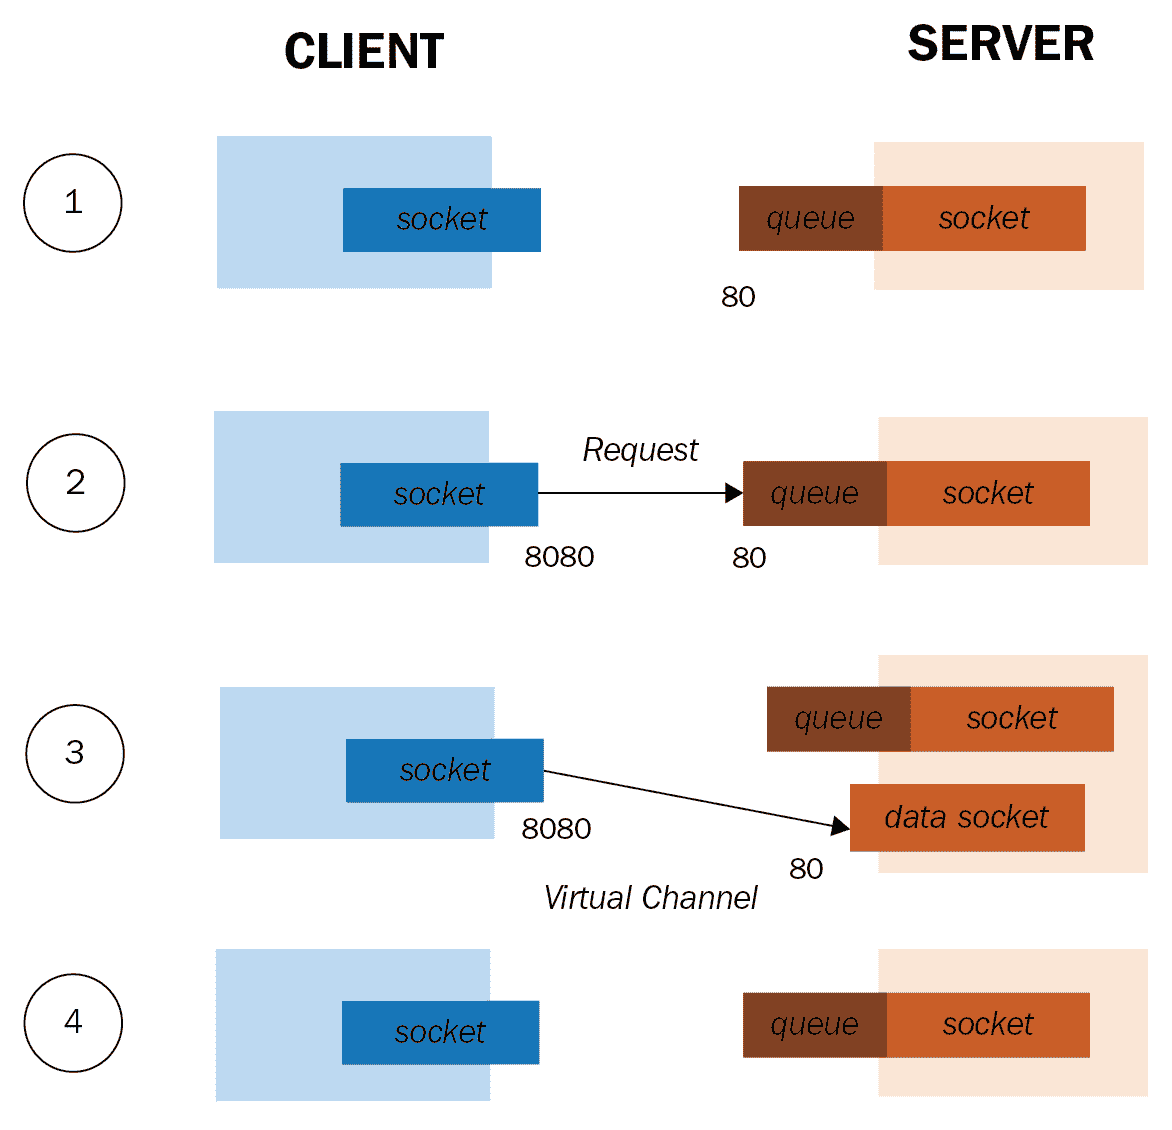 CLIENT
SERVER
1
socket
queue
socket
80
2
socket
Request
queue
socket
8080
80
3
socket
queue
socket
data socket
8080
80
Virtual Channel
4
socket
queue
socket